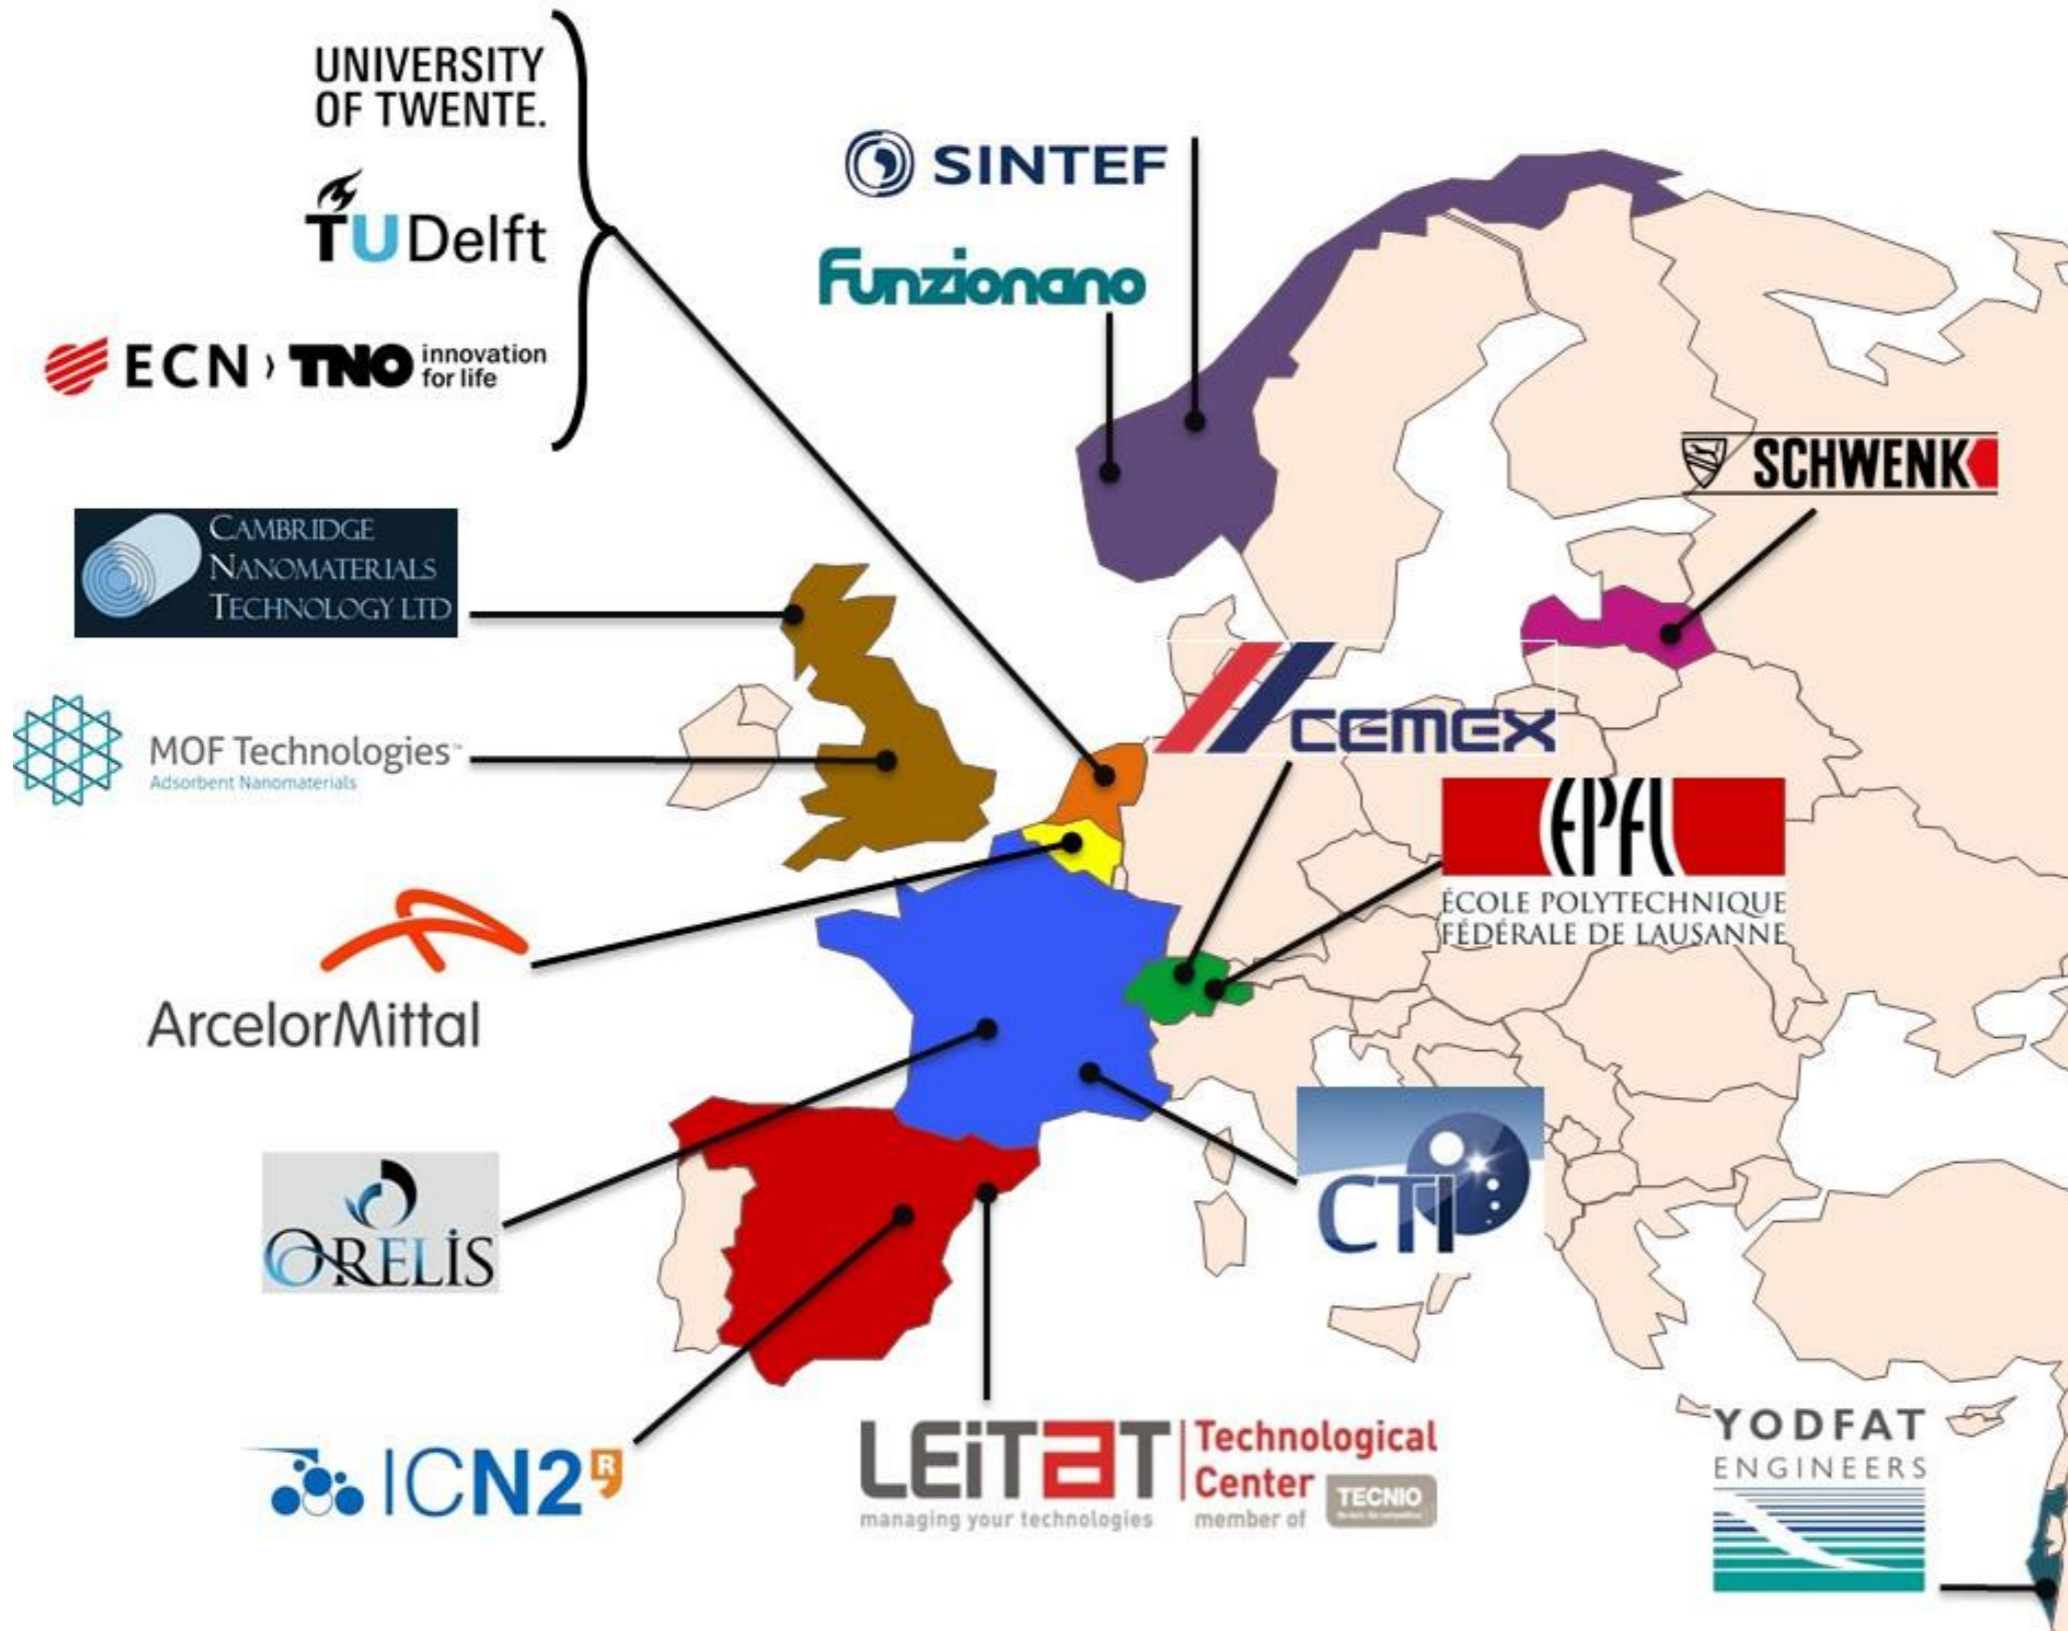 UNIVERSITY
OF TWENTE.
TUDelft
ECN › TNO innovation
for life
SINTEF
Funzionano
SCHWENK
CAMBRIDGE
NANOMATERIALS
TECHNOLOGY LTD
MOF Technologies
Adsorbent Nanomaterials
CEMEX
EPFL
ÉCOLE POLYTECHNIQUE
FÉDÉRALE DE LAUSANNE
ArcelorMittal
ORELIS
CTI
ICN2 R
LEITAT Technological
Center
managing your technologies member of TECNIO
YODFAT
ENGINEERS